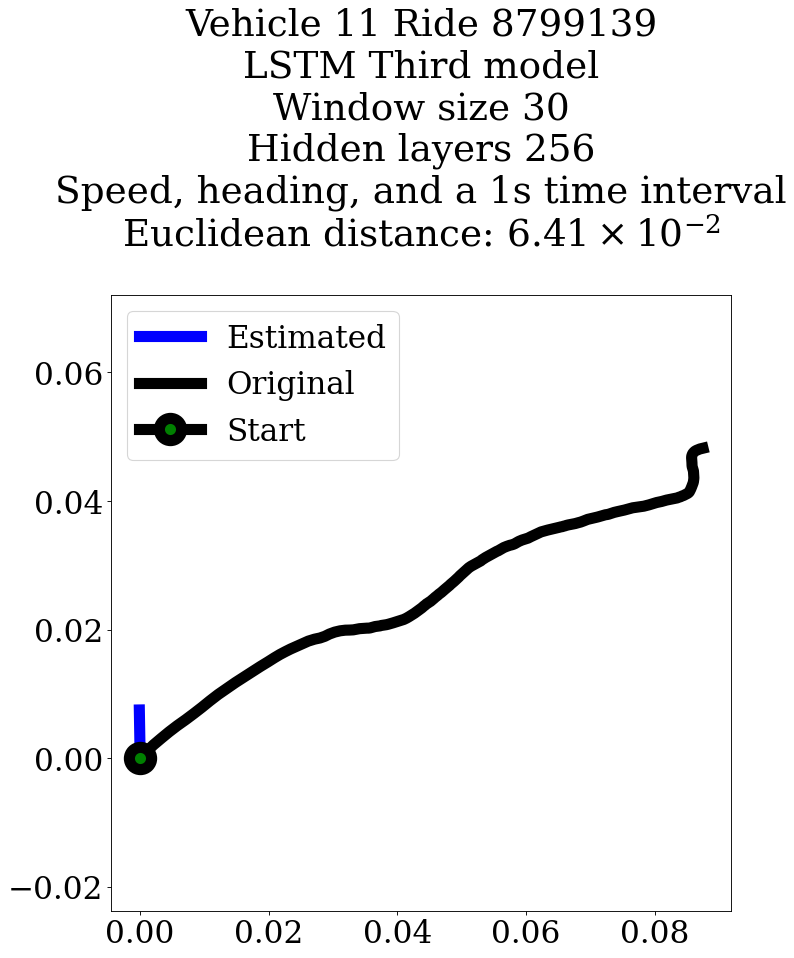 Vehicle 11 Ride 8799139
LSTM Third model
Window size 30
Hidden layers 256
Speed, heading, and a 1s time interval
Euclidean distance: 6.41 × 10⁻²
Estimated
Original
Start
0.06
0.04
0.02
0.00
−0.02
0.00 0.02 0.04 0.06 0.08